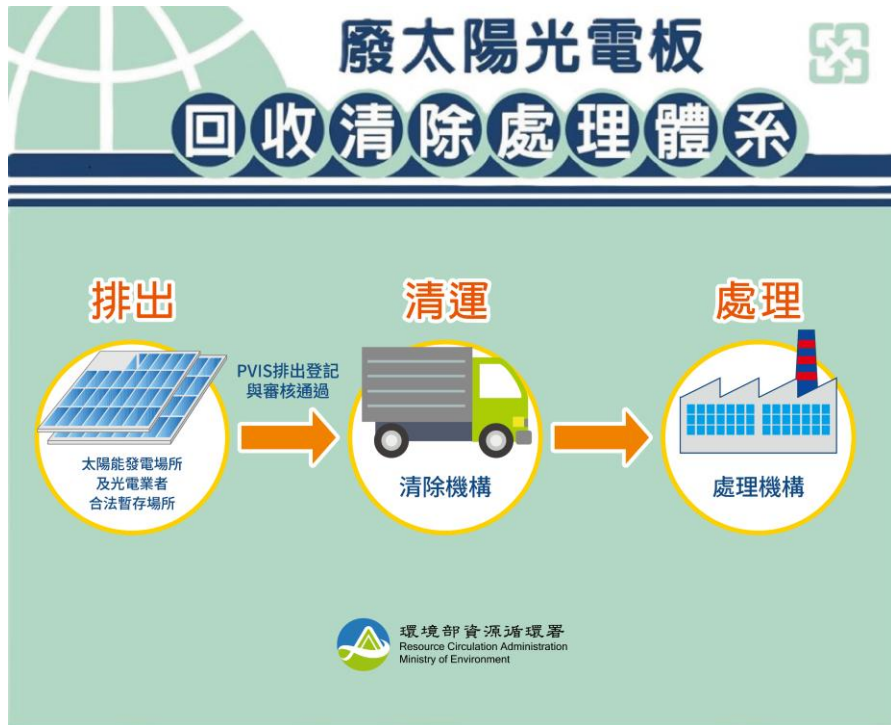 廢太陽光電板
回收清除處理體系
排出
清運
處理
PVIS排出登記
與審核通過
太陽能發電場所
及光電業者
合法暫存場所
清除機構
處理機構
環境部資源循環署
Resource Circulation Administration
Ministry of Environment